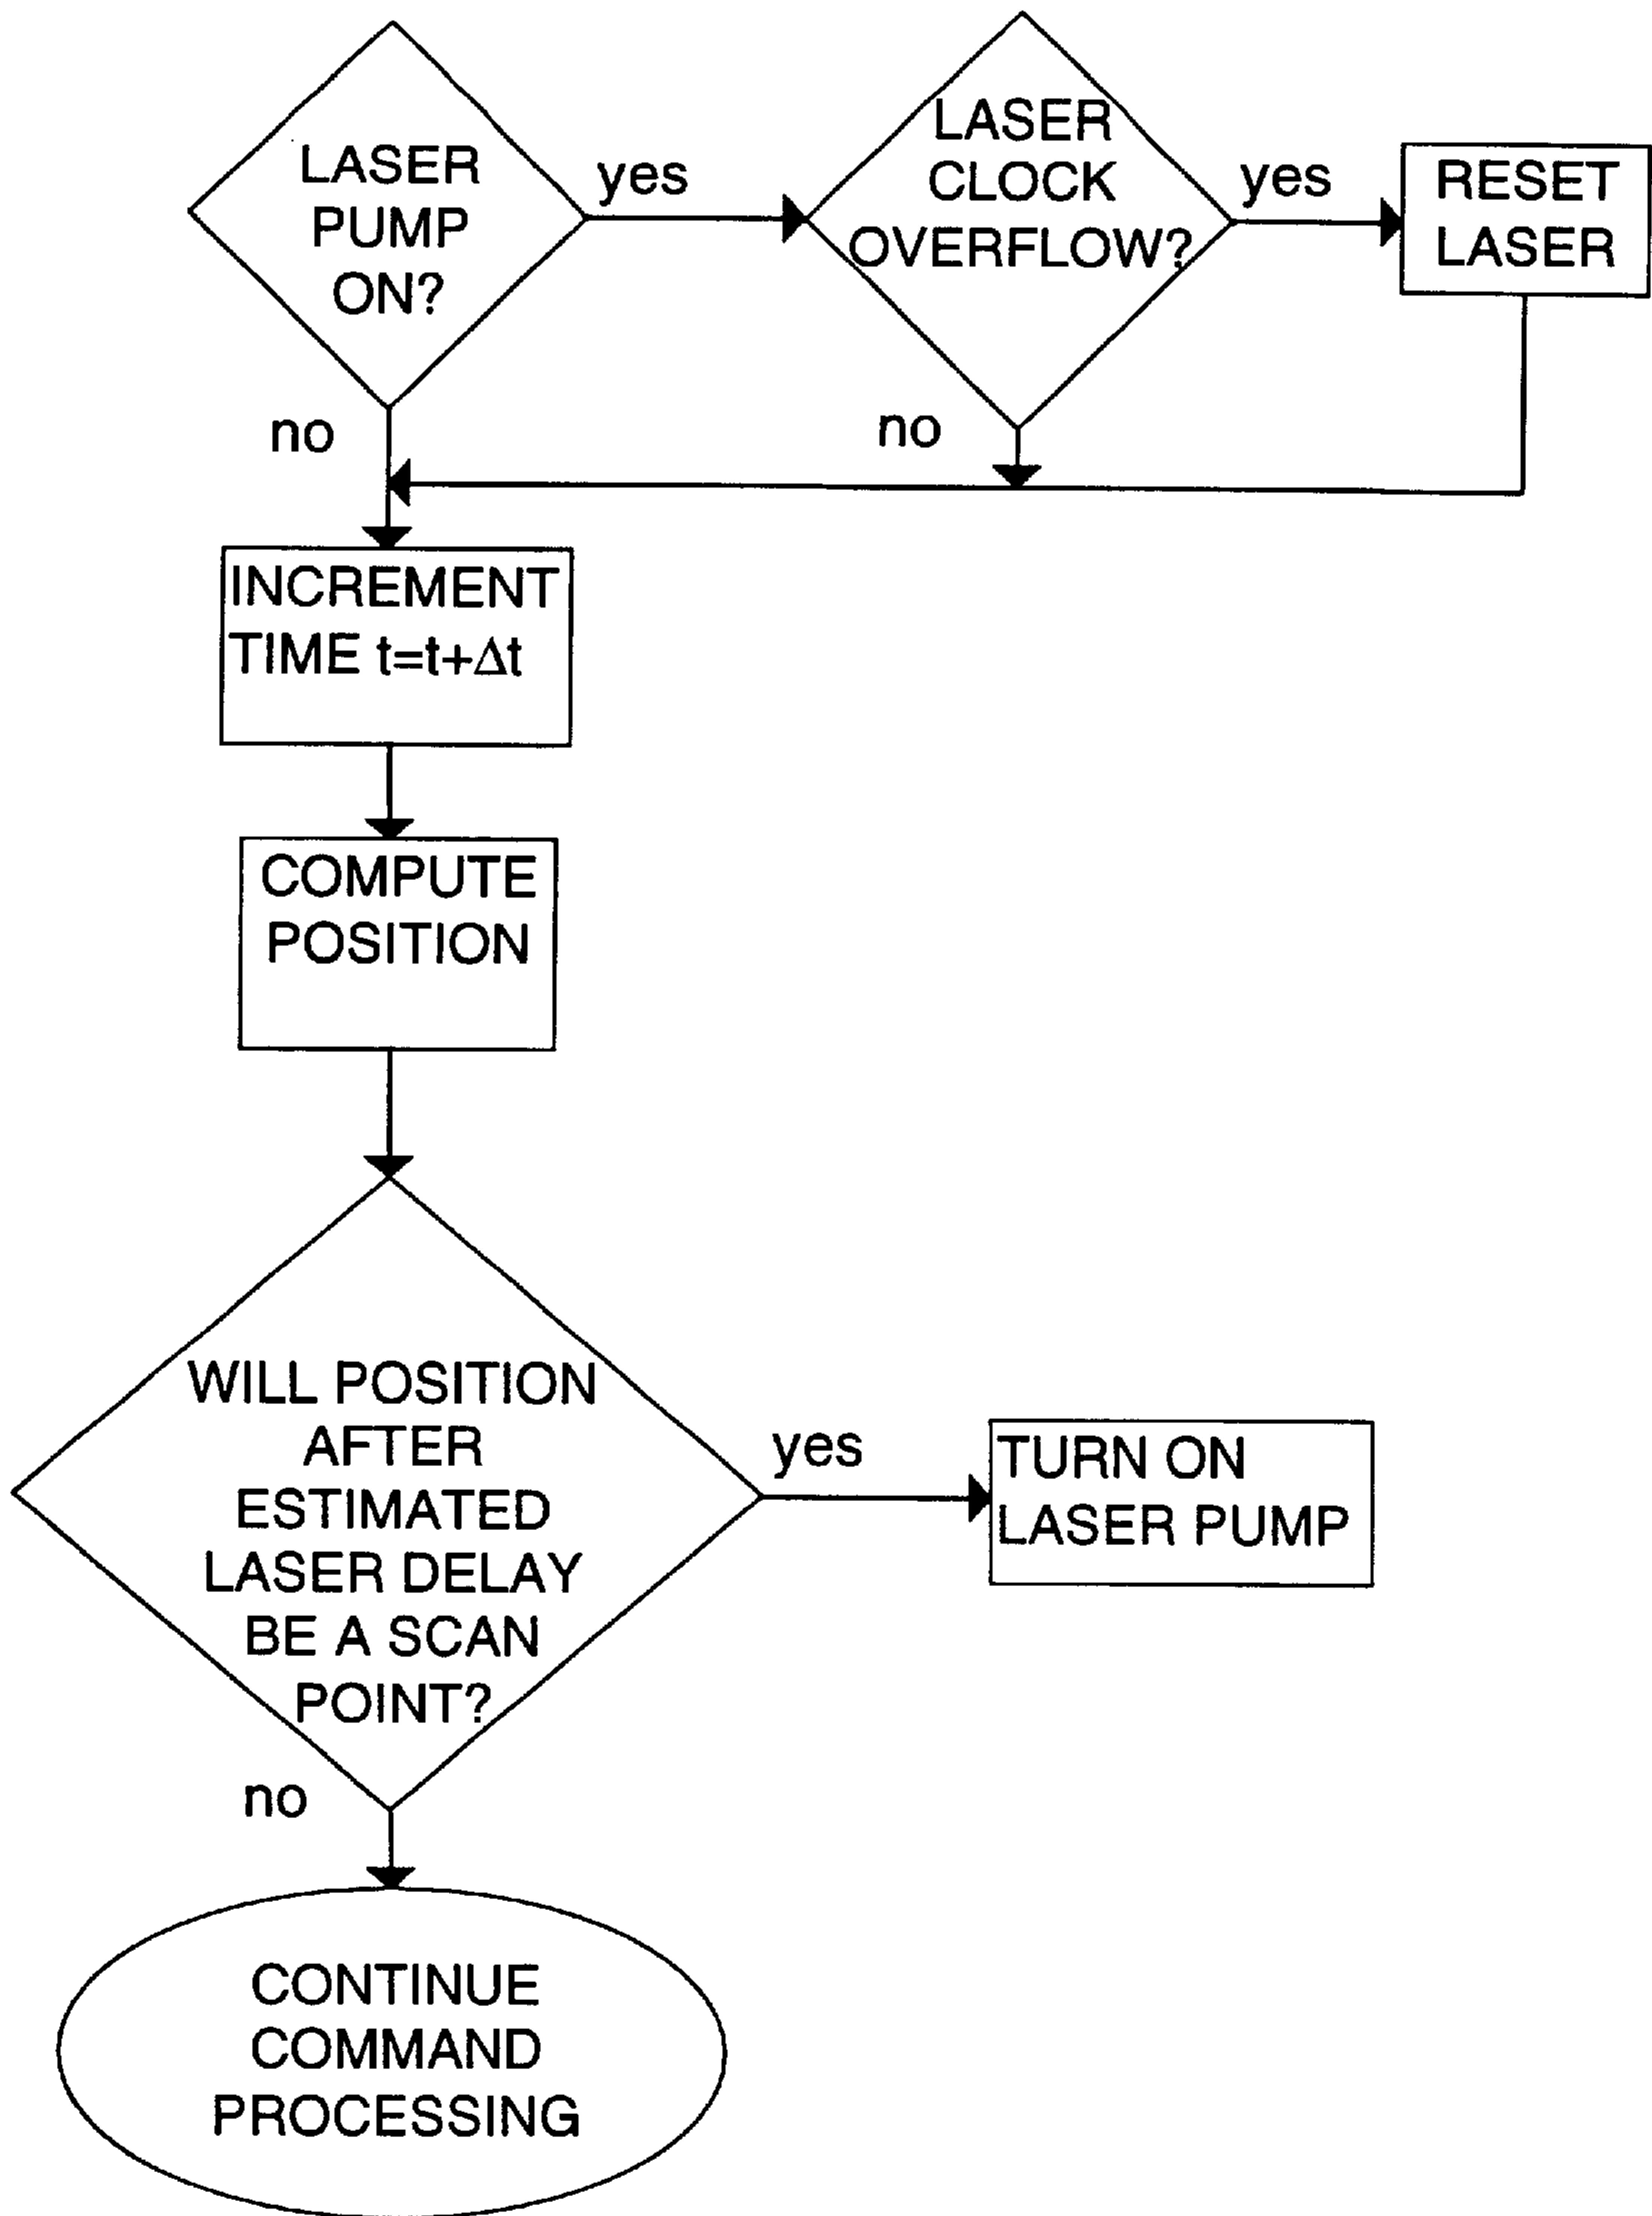 LASER
PUMP
ON?
yes
LASER
CLOCK
OVERFLOW?
yes
RESET
LASER
no
no
INCREMENT
TIME t=t+Δt
COMPUTE
POSITION
WILL POSITION
AFTER
ESTIMATED
LASER DELAY
BE A SCAN
POINT?
yes
TURN ON
LASER PUMP
no
CONTINUE
COMMAND
PROCESSING